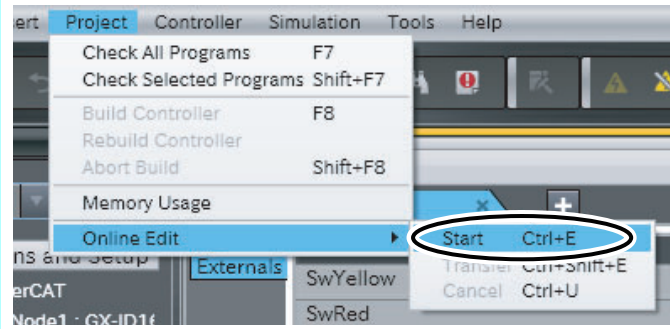 ert Project Controller Simulation Tools Help
Check All Programs F7
Check Selected Programs Shift+F7
Build Controller F8
Rebuild Controller
Abort Build Shift+F8
Memory Usage
Online Edit
Start Ctrl+E
Transfer Ctrl+Shift+E
Cancel Ctrl+U
ns and Setup
Externals
SwYellow
erCAT
Node1 : GX-ID16
SwRed